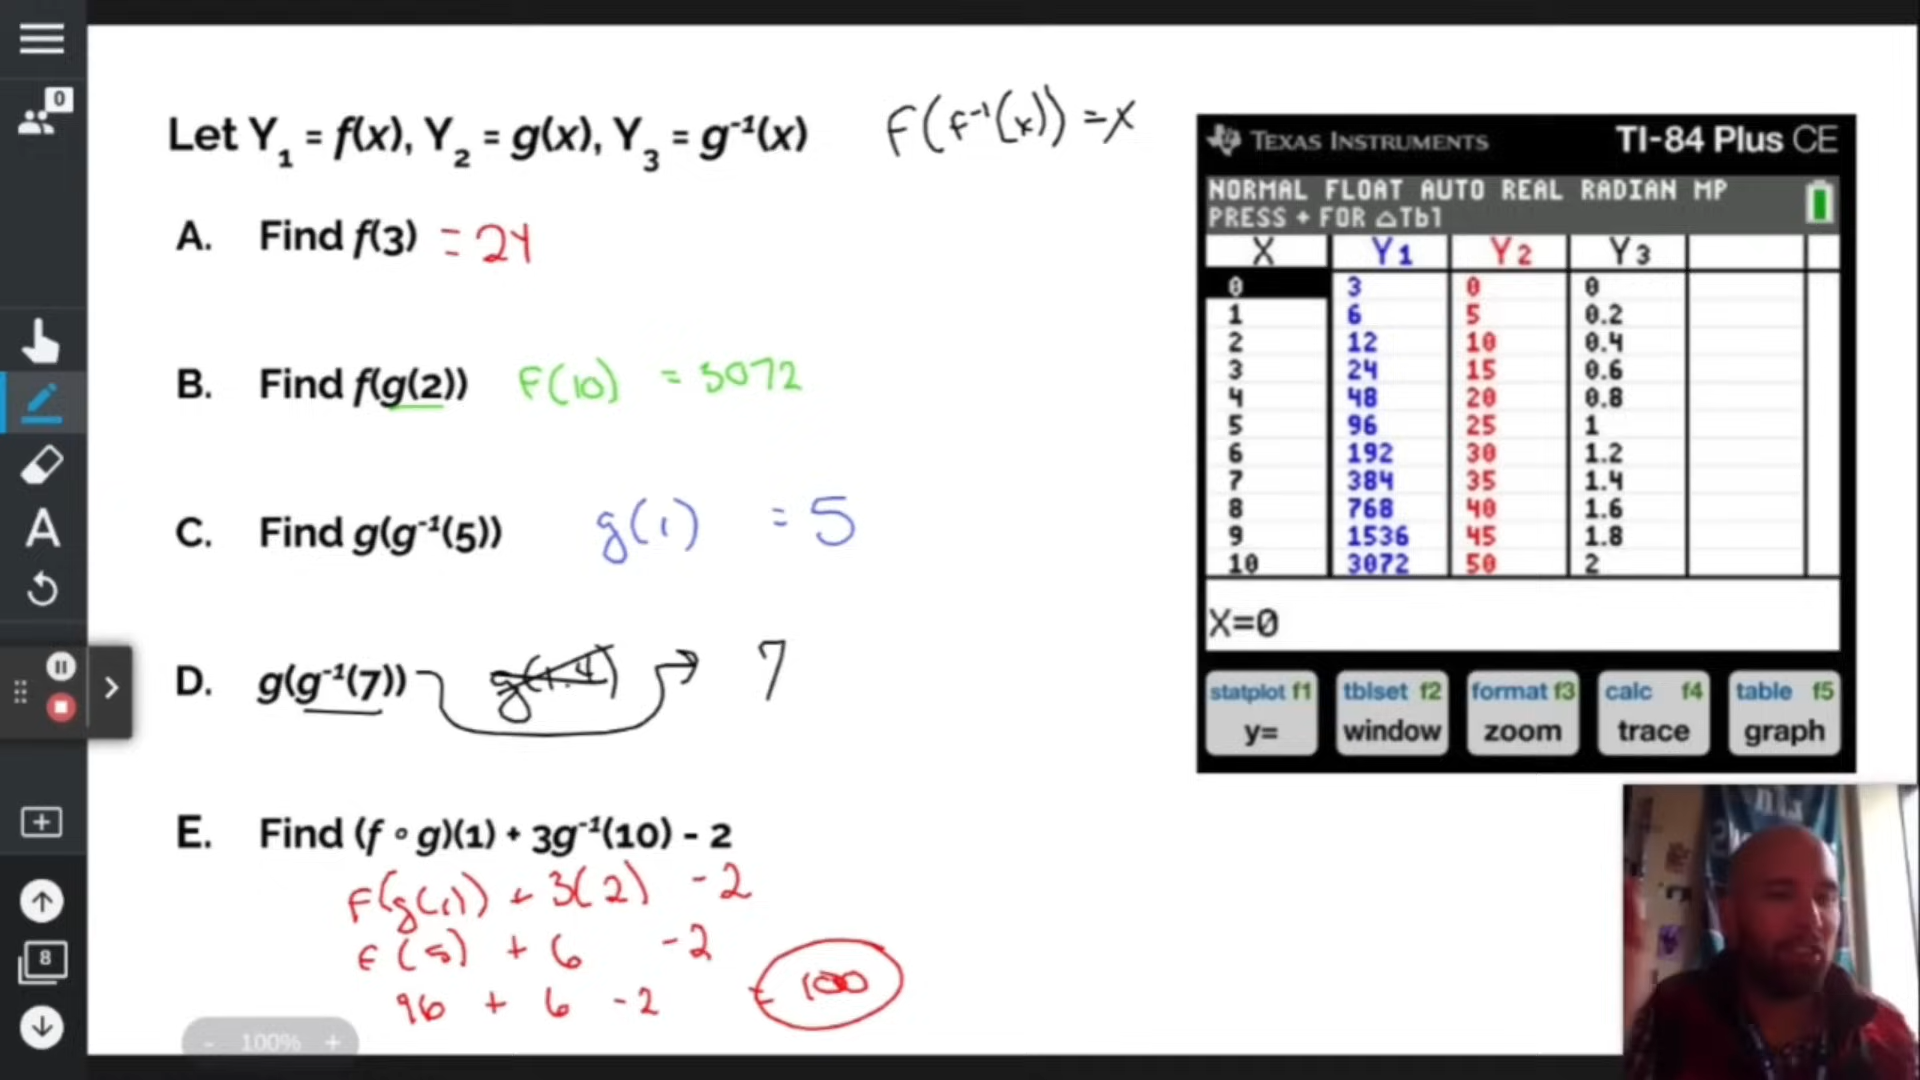 0
Let Y₁ = f(x), Y₂ = g(x), Y₃ = g⁻¹(x)
F(f⁻¹(x)) = x
A. Find f(3) = 24
B. Find f(g(2)) F(10) = 3072
C. Find g(g⁻¹(5)) g(1) = 5
D. g(g⁻¹(7)) g(1.4) 7
E. Find (f ∘ g)(1) + 3g⁻¹(10) - 2
F(g(1)) + 3(2) - 2
F(5) + 6 - 2
96 + 6 - 2 = 100
TEXAS INSTRUMENTS TI-84 Plus CE
NORMAL FLOAT AUTO REAL RADIAN MP
PRESS + FOR △Tbl
X Y1 Y2 Y3
0 3 0 0
1 6 5 0.2
2 12 10 0.4
3 24 15 0.6
4 48 20 0.8
5 96 25 1
6 192 30 1.2
7 384 35 1.4
8 768 40 1.6
9 1536 45 1.8
10 3072 50 2
X=0
statplot f1 tblset f2 format f3 calc f4 table f5
y= window zoom trace graph
A
8
- 100% +